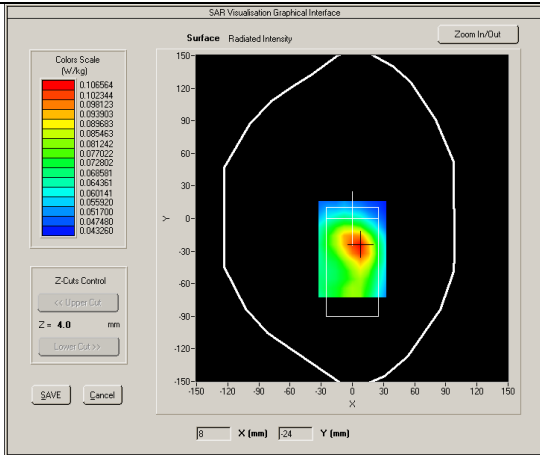 SAR Visualisation Graphical Interface
Surface Radiated Intensity
Zoom In/Out
Colors Scale
(W/kg)
0.106564
0.102344
0.098123
0.093903
0.089683
0.085463
0.081242
0.077022
0.072802
0.068581
0.064361
0.060141
0.055920
0.051700
0.047480
0.043260
Z-Cuts Control
<< Upper Cut
Z = 4.0 mm
Lower Cut >>
SAVE
Cancel
150
120
90
60
30
0
-30
-60
-90
-120
-150
Y
-150 -120 -90 -60 -30 0 30 60 90 120 150
X
8 X (mm) -24 Y (mm)